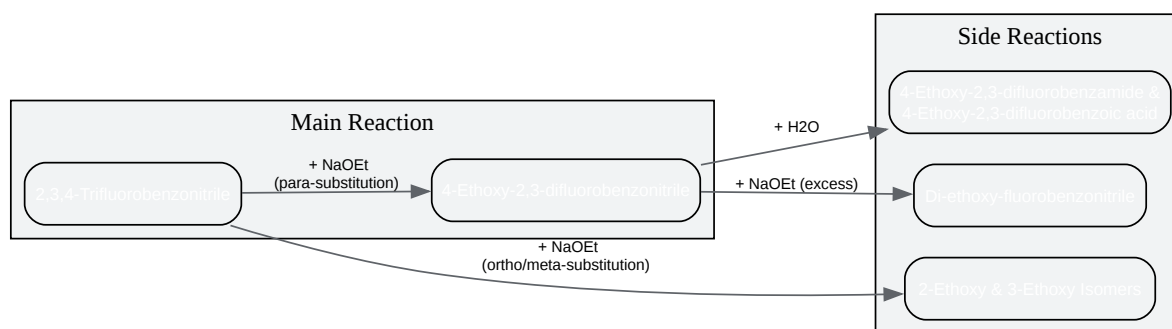 Side Reactions
4-Ethoxy-2,3-difluorobenzamide &
4-Ethoxy-2,3-difluorobenzoic acid
Main Reaction
+ H2O
+ NaOEt
(para-substitution)
2,3,4-Trifluorobenzonitrile
4-Ethoxy-2,3-difluorobenzonitrile
+ NaOEt (excess)
Di-ethoxy-fluorobenzonitrile
+ NaOEt
(ortho/meta-substitution)
2-Ethoxy & 3-Ethoxy Isomers